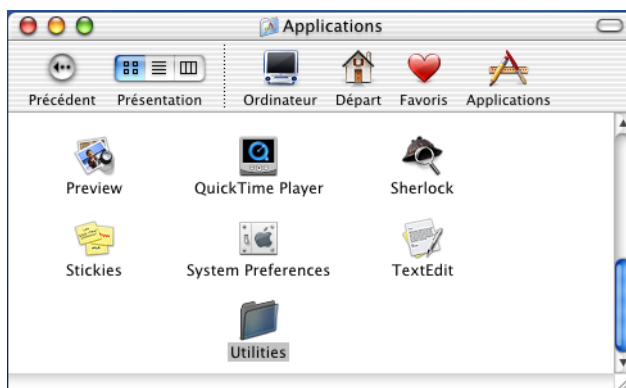 Applications
Précédent Présentation Ordinateur Départ Favoris Applications
Preview QuickTime Player Sherlock
Stickies System Preferences TextEdit
Utilities